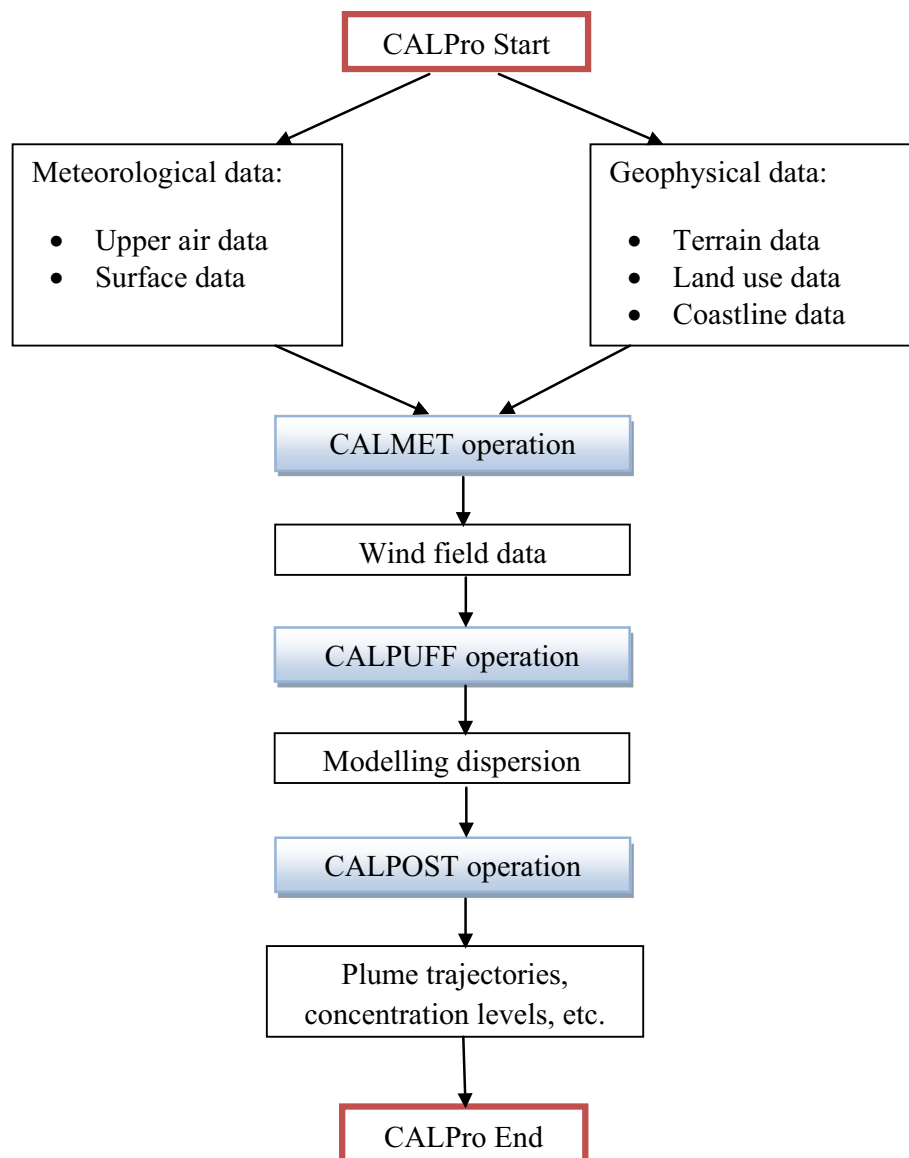 CALPro Start
Meteorological data:
• Upper air data
• Surface data
Geophysical data:
• Terrain data
• Land use data
• Coastline data
CALMET operation
Wind field data
CALPUFF operation
Modelling dispersion
CALPOST operation
Plume trajectories,
concentration levels, etc.
CALPro End